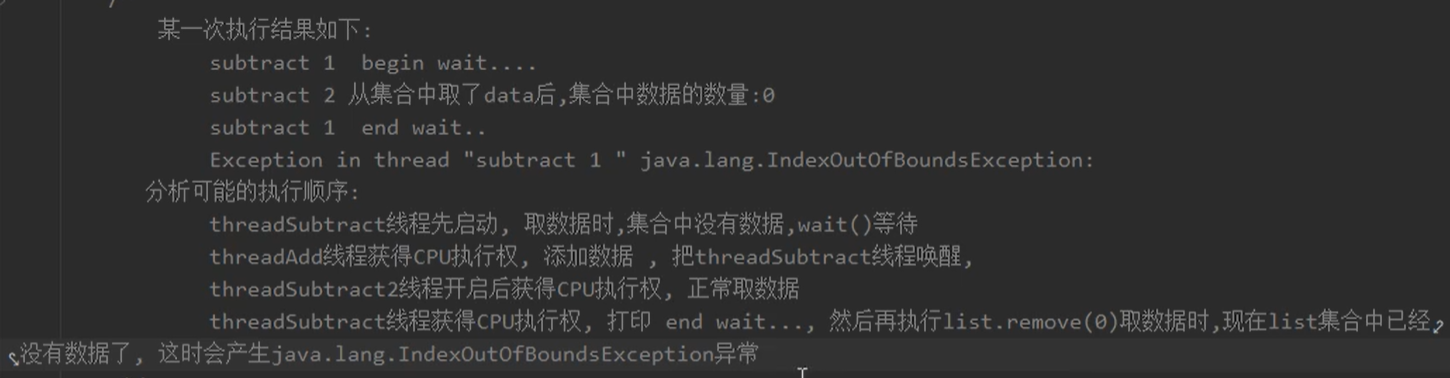 某一次执行结果如下:
subtract 1  begin wait....
subtract 2 从集合中取了data后,集合中数据的数量:0
subtract 1  end wait..
Exception in thread "subtract 1 " java.lang.IndexOutOfBoundsException:
分析可能的执行顺序:
threadSubtract线程先启动, 取数据时,集合中没有数据,wait()等待
threadAdd线程获得CPU执行权, 添加数据 , 把threadSubtract线程唤醒,
threadSubtract2线程开启后获得CPU执行权, 正常取数据
threadSubtract线程获得CPU执行权, 打印 end wait..., 然后再执行list.remove(0)取数据时,现在list集合中已经
没有数据了, 这时会产生java.lang.IndexOutOfBoundsException异常